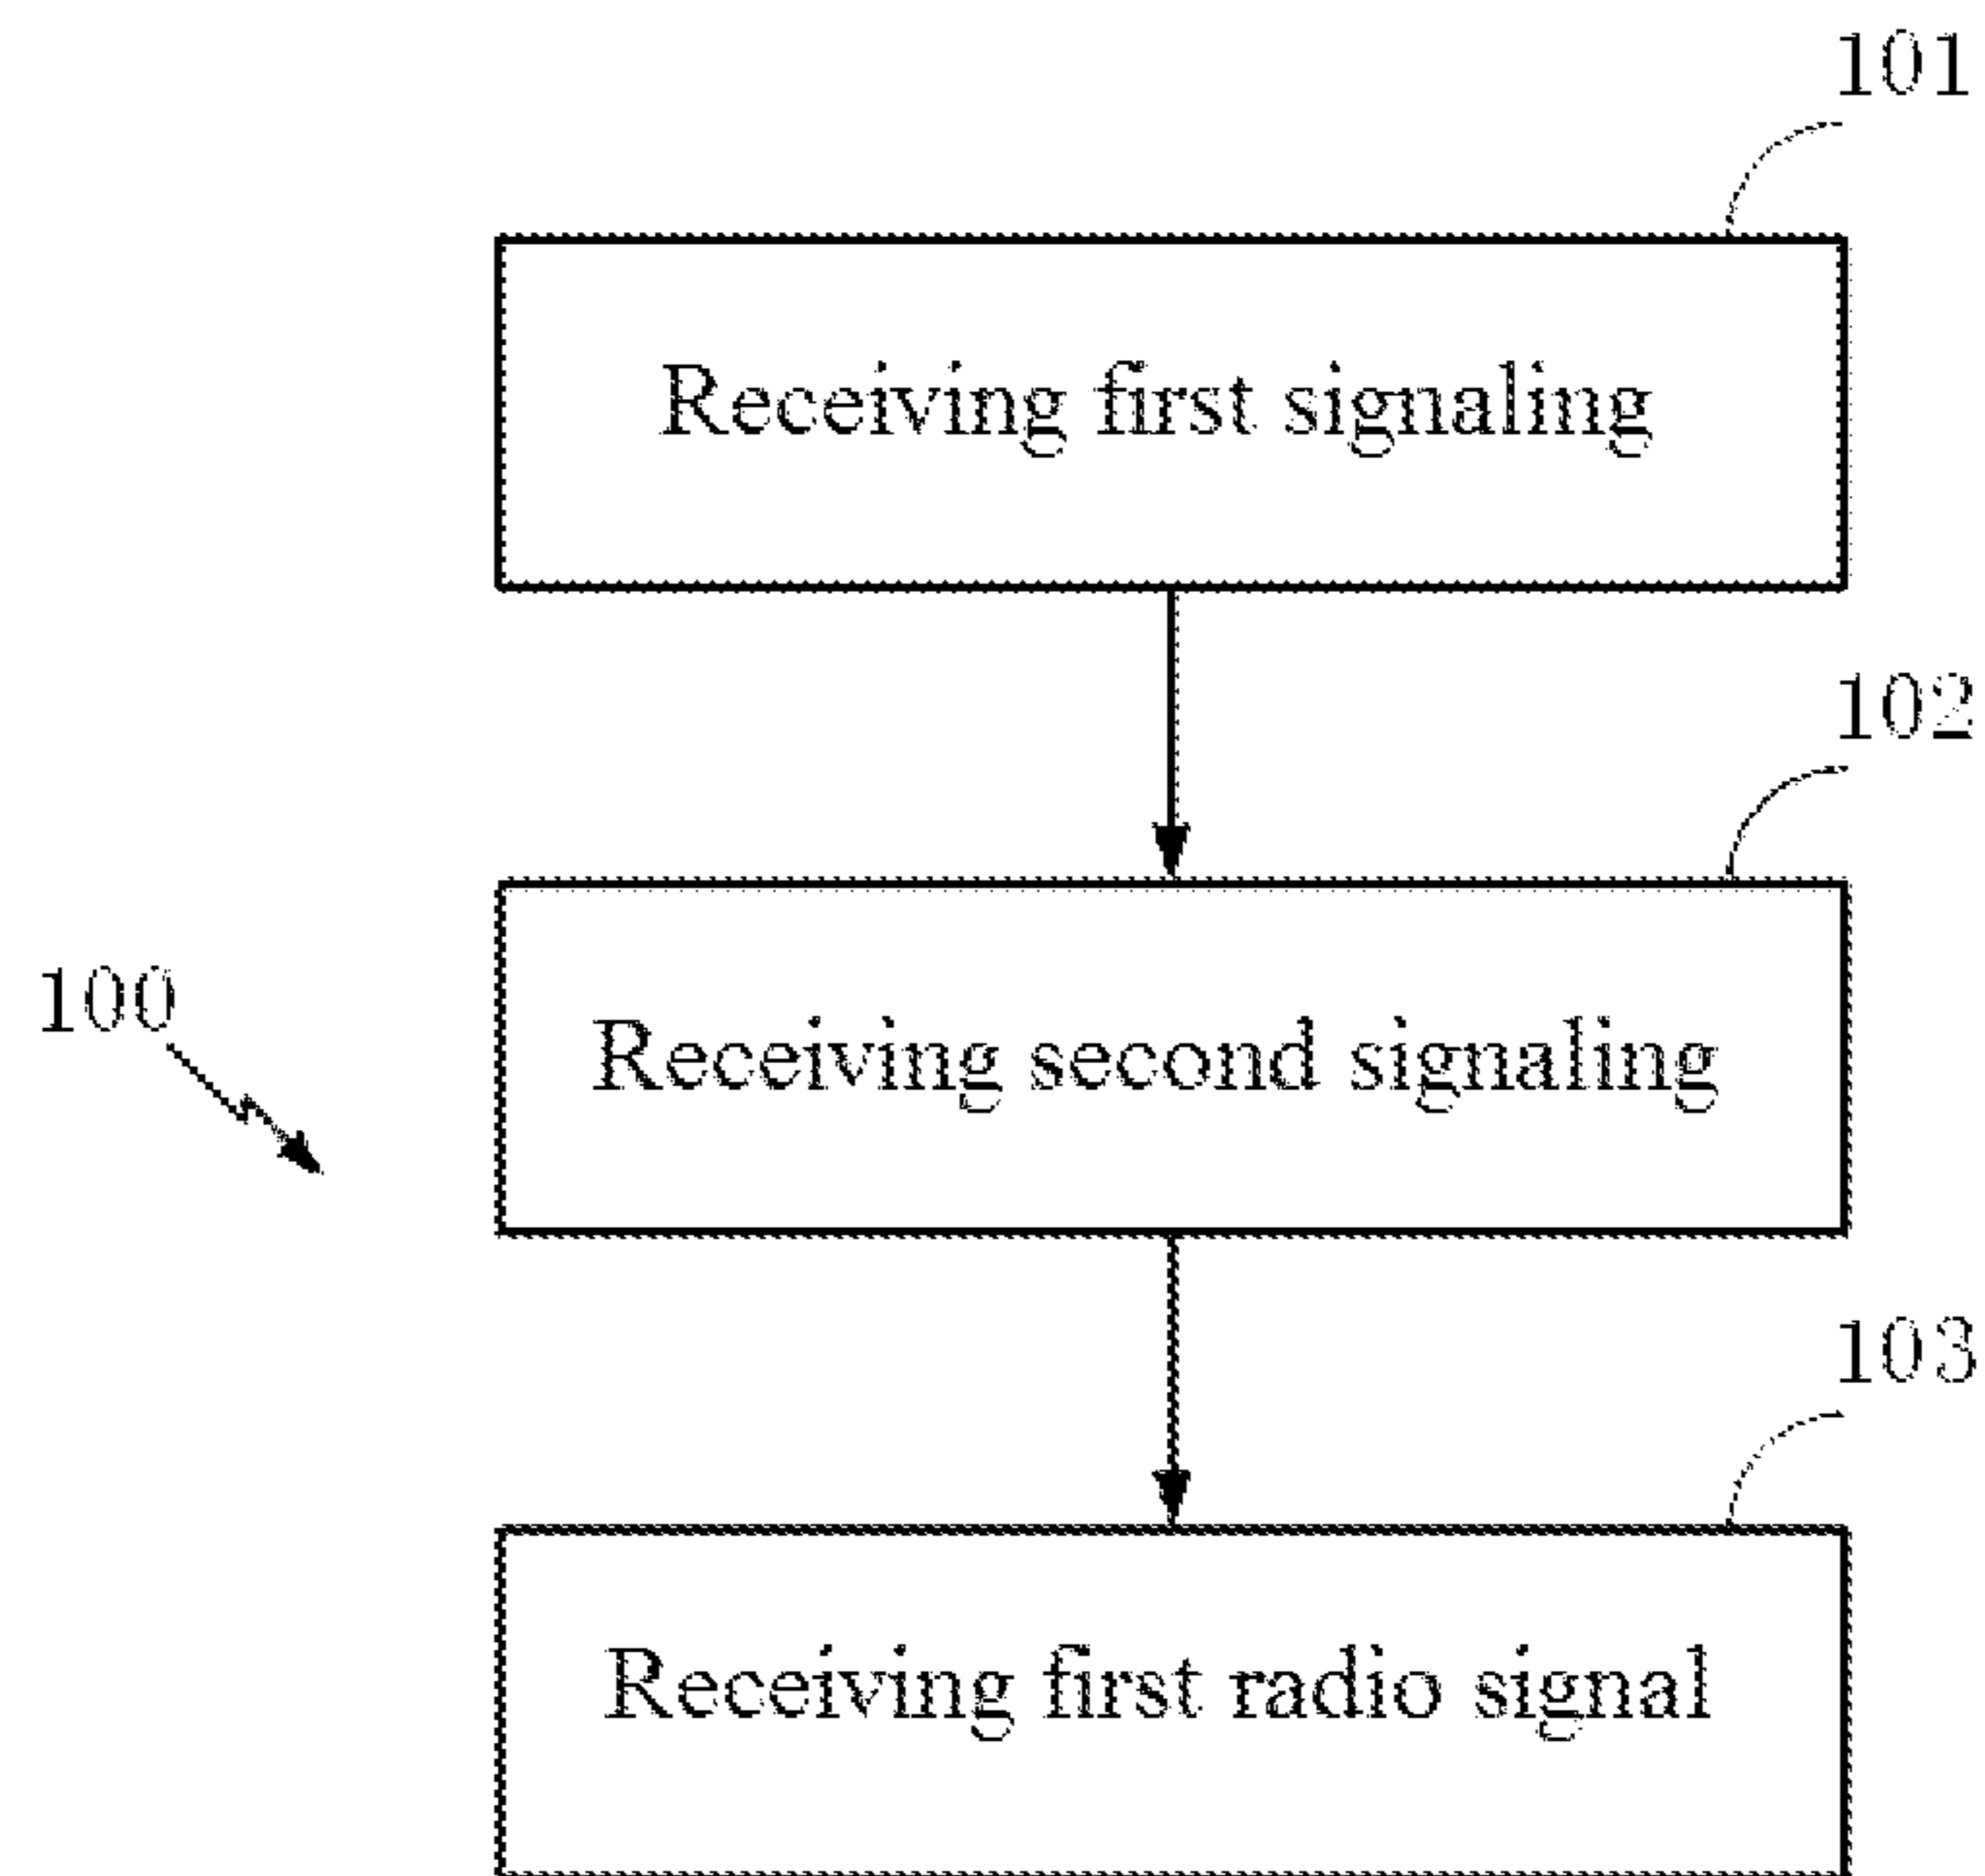 101
Receiving first signaling
102
Receiving second signaling
100
103
Receiving first radio signal